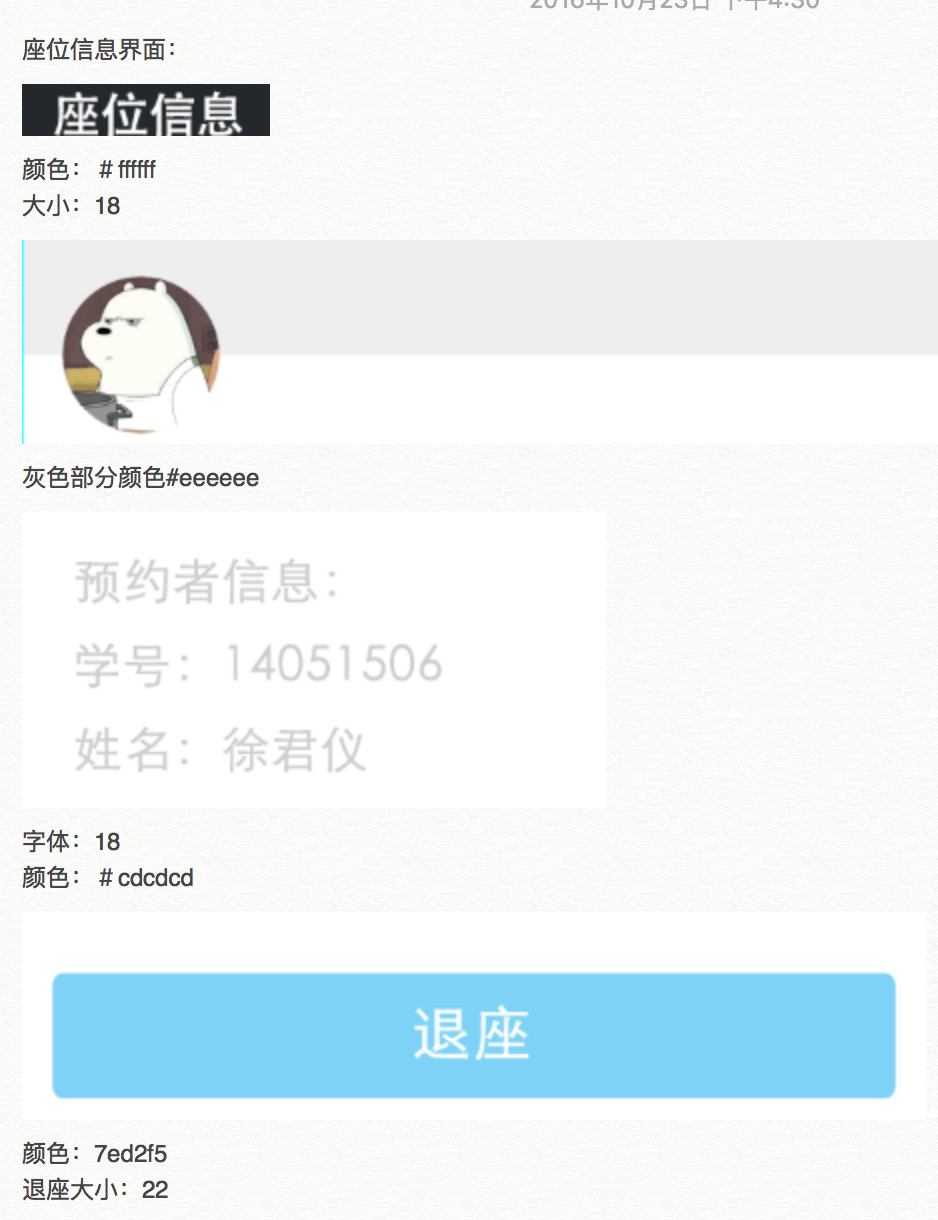 2016年10月23日 下午4:30
座位信息界面：
座位信息
颜色： # ffffff
大小：18
灰色部分颜色#eeeeee
预约者信息：
学号：14051506
姓名：徐君仪
字体：18
颜色： # cdcdcd
退座
颜色：7ed2f5
退座大小：22